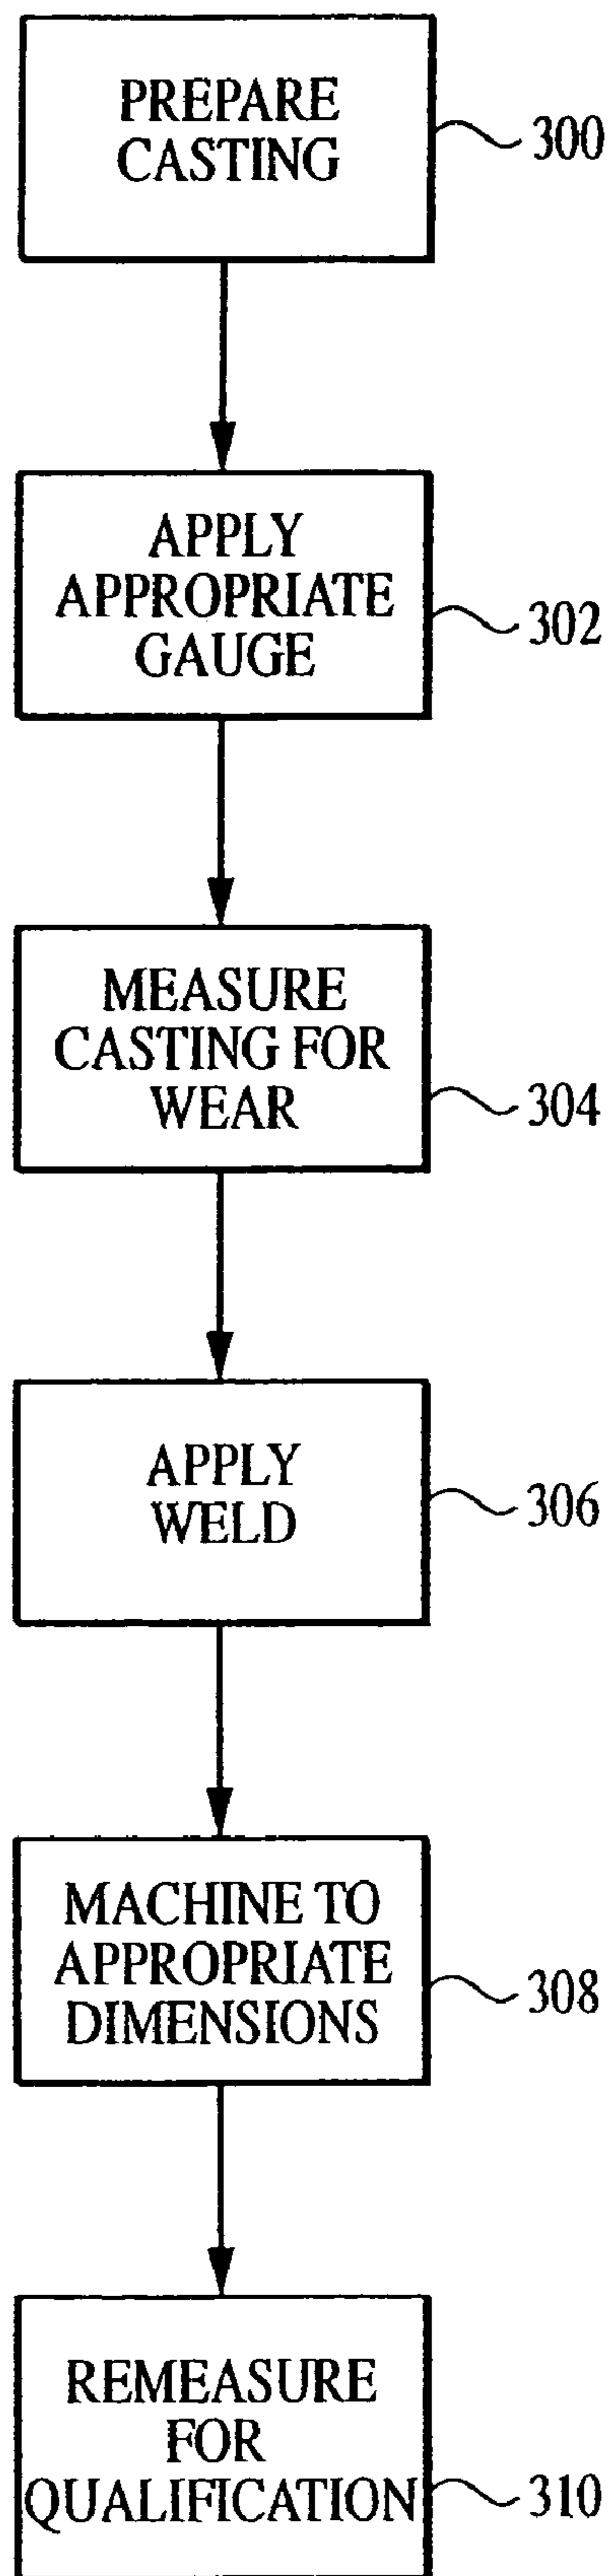 PREPARE
CASTING
300
APPLY
APPROPRIATE
GAUGE
302
MEASURE
CASTING FOR
WEAR
304
APPLY
WELD
306
MACHINE TO
APPROPRIATE
DIMENSIONS
308
REMEASURE
FOR
QUALIFICATION
310